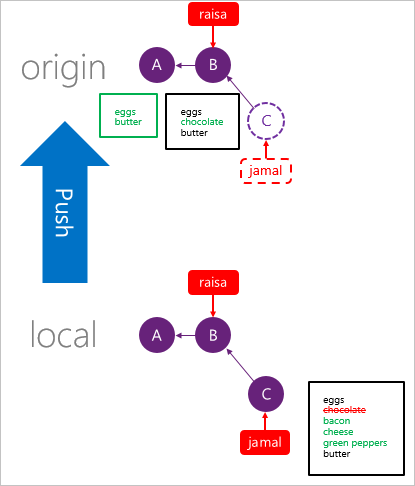 raisa
origin
A
B
eggs
butter
eggs
chocolate
butter
C
jamal
Push
raisa
local
A
B
C
jamal
eggs
chocolate
bacon
cheese
green peppers
butter